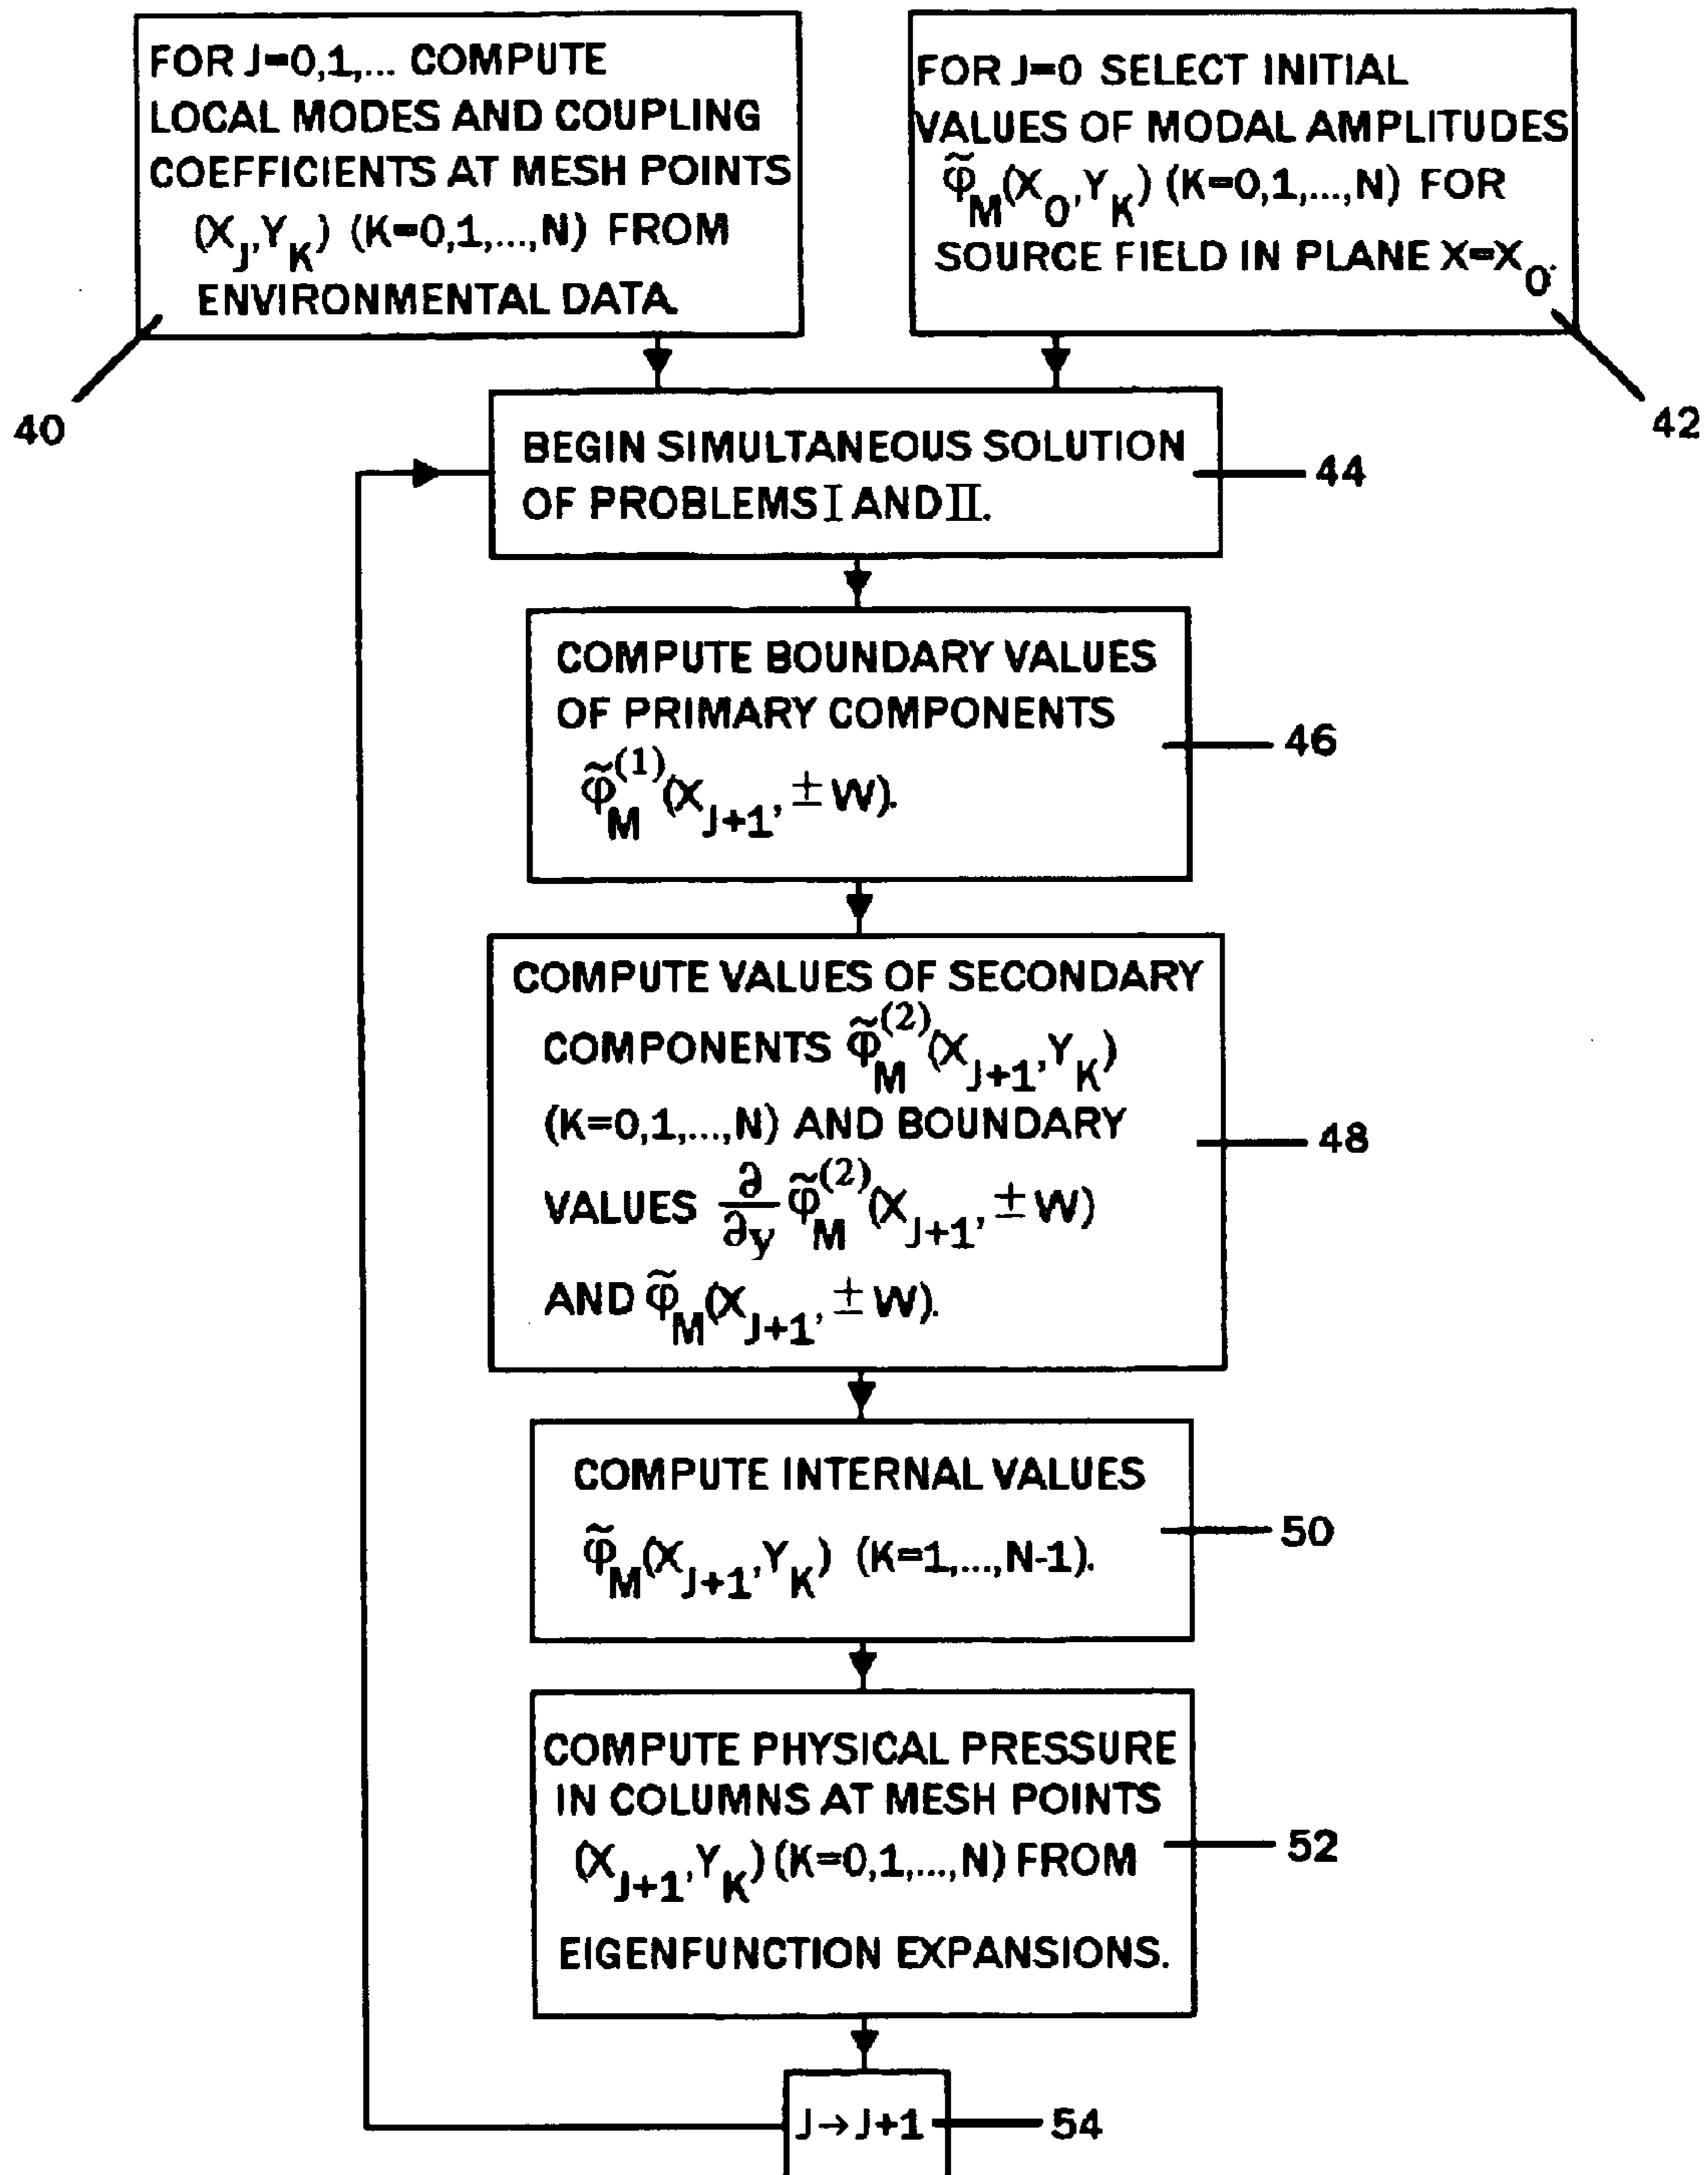 FOR J=0,1,... COMPUTE
LOCAL MODES AND COUPLING
COEFFICIENTS AT MESH POINTS
(X_J,Y_K) (K=0,1,...,N) FROM
ENVIRONMENTAL DATA.
40
FOR J=0 SELECT INITIAL
VALUES OF MODAL AMPLITUDES
φ̃_M(X_0,Y_K) (K=0,1,...,N) FOR
SOURCE FIELD IN PLANE X=X_0.
42
BEGIN SIMULTANEOUS SOLUTION
OF PROBLEMS I AND II.
44
COMPUTE BOUNDARY VALUES
OF PRIMARY COMPONENTS
φ̃_M^(1)(X_J+1, ±W).
46
COMPUTE VALUES OF SECONDARY
COMPONENTS φ̃_M^(2)(X_J+1,Y_K)
(K=0,1,...,N) AND BOUNDARY
VALUES ∂/∂y φ̃_M^(2)(X_J+1, ±W)
AND φ̃_M(X_J+1, ±W).
48
COMPUTE INTERNAL VALUES
φ̃_M(X_J+1,Y_K) (K=1,...,N-1).
50
COMPUTE PHYSICAL PRESSURE
IN COLUMNS AT MESH POINTS
(X_J+1,Y_K) (K=0,1,...,N) FROM
EIGENFUNCTION EXPANSIONS.
52
J→J+1
54